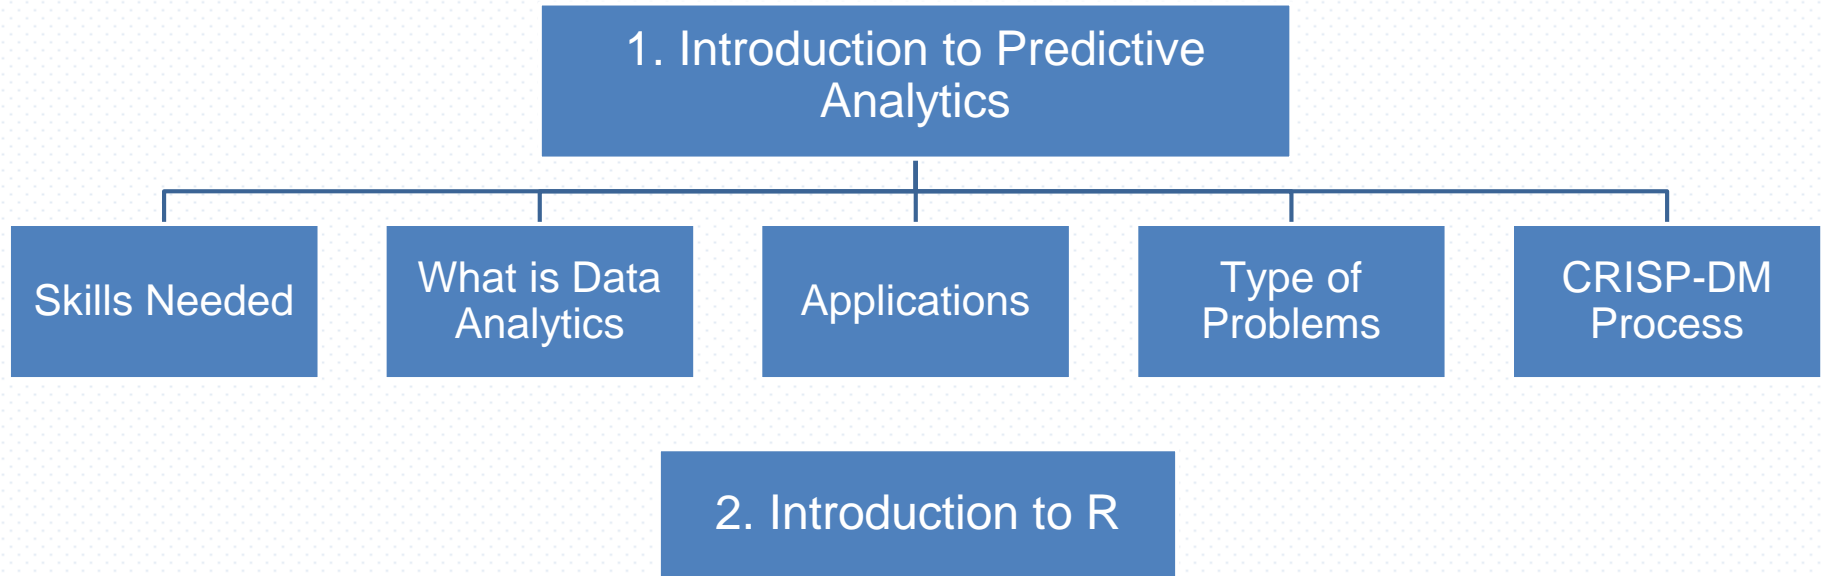 1. Introduction to Predictive
Analytics
Skills Needed
What is Data
Analytics
Applications
Type of
Problems
CRISP-DM
Process
2. Introduction to R